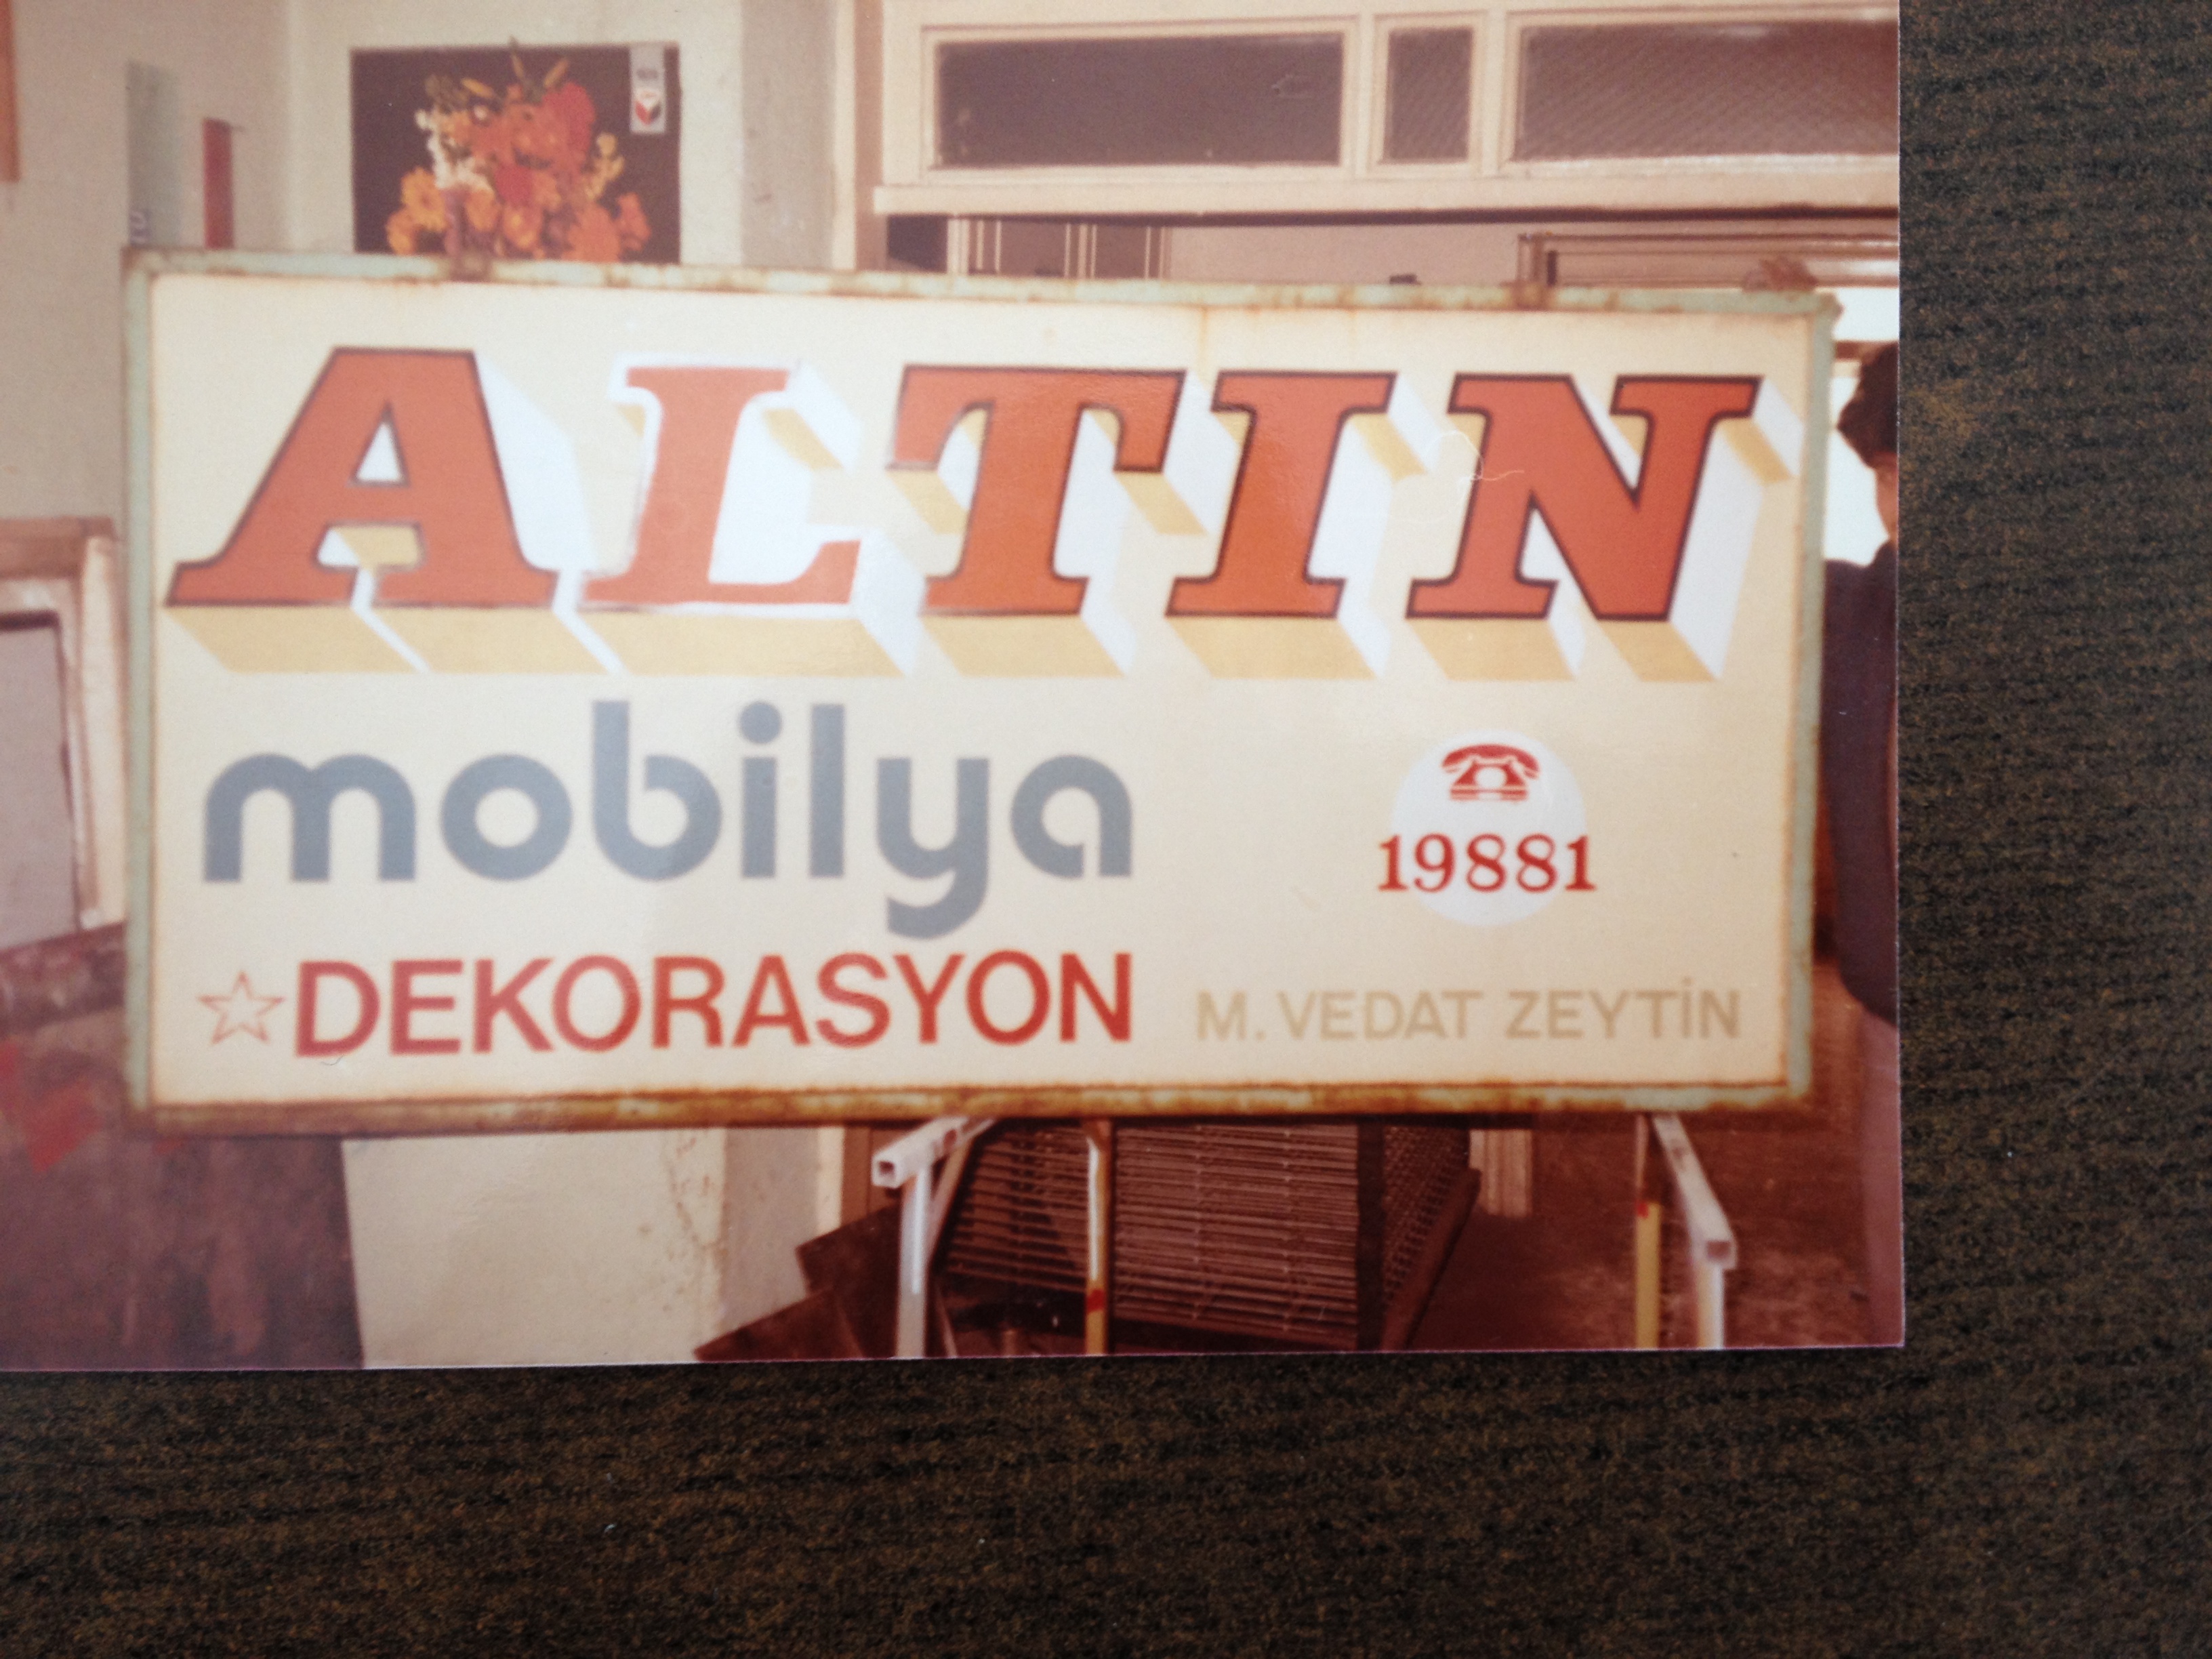 ALTIN
mobilya
19881
☆DEKORASYON
M. VEDAT ZEYTİN